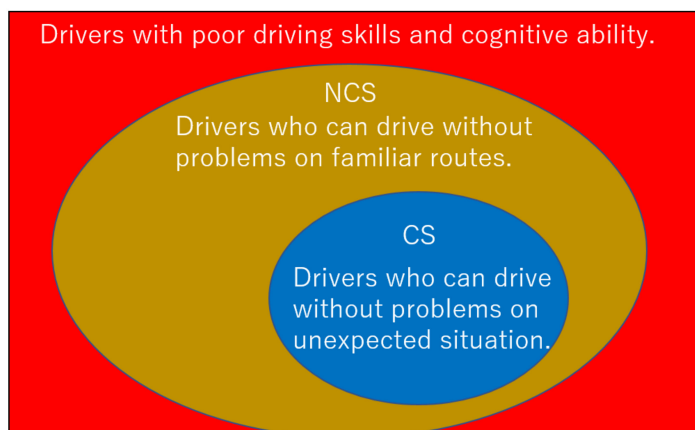 Drivers with poor driving skills and cognitive ability.
NCS
Drivers who can drive without
problems on familiar routes.
CS
Drivers who can drive
without problems on
unexpected situation.